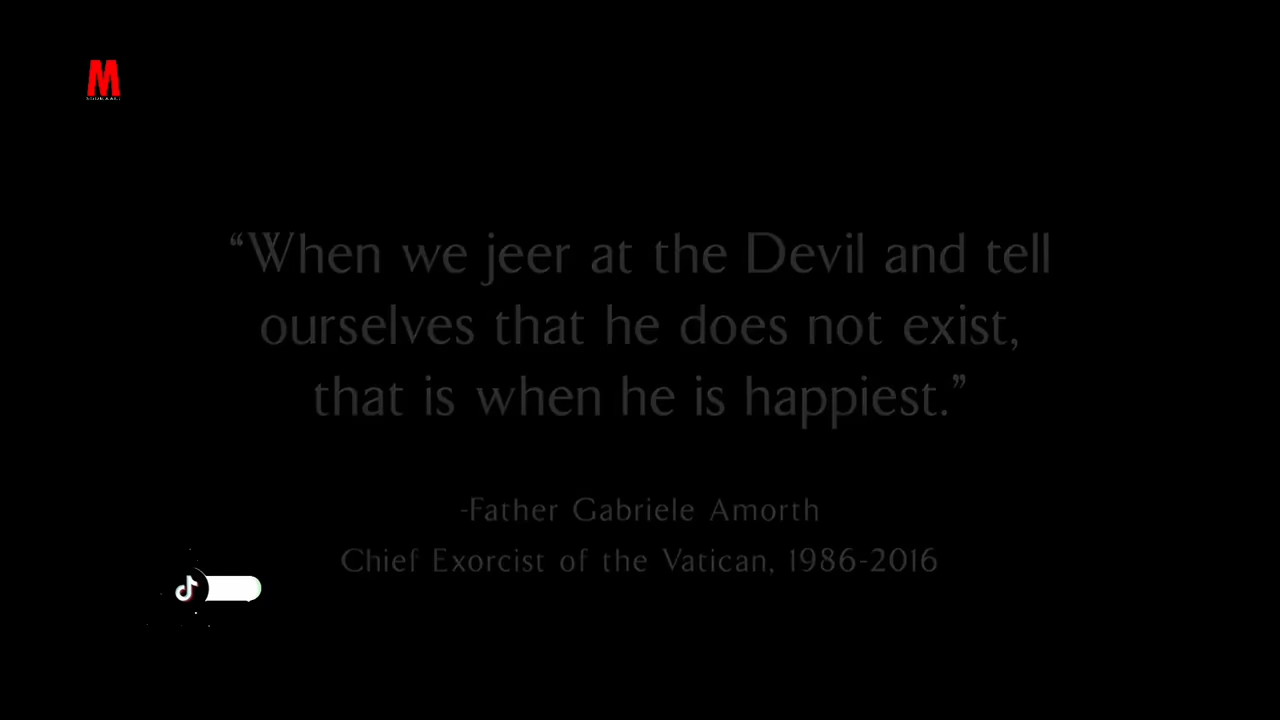 M
“When we jeer at the Devil and tell
ourselves that he does not exist,
that is when he is happiest.”
-Father Gabriele Amorth
Chief Exorcist of the Vatican, 1986-2016